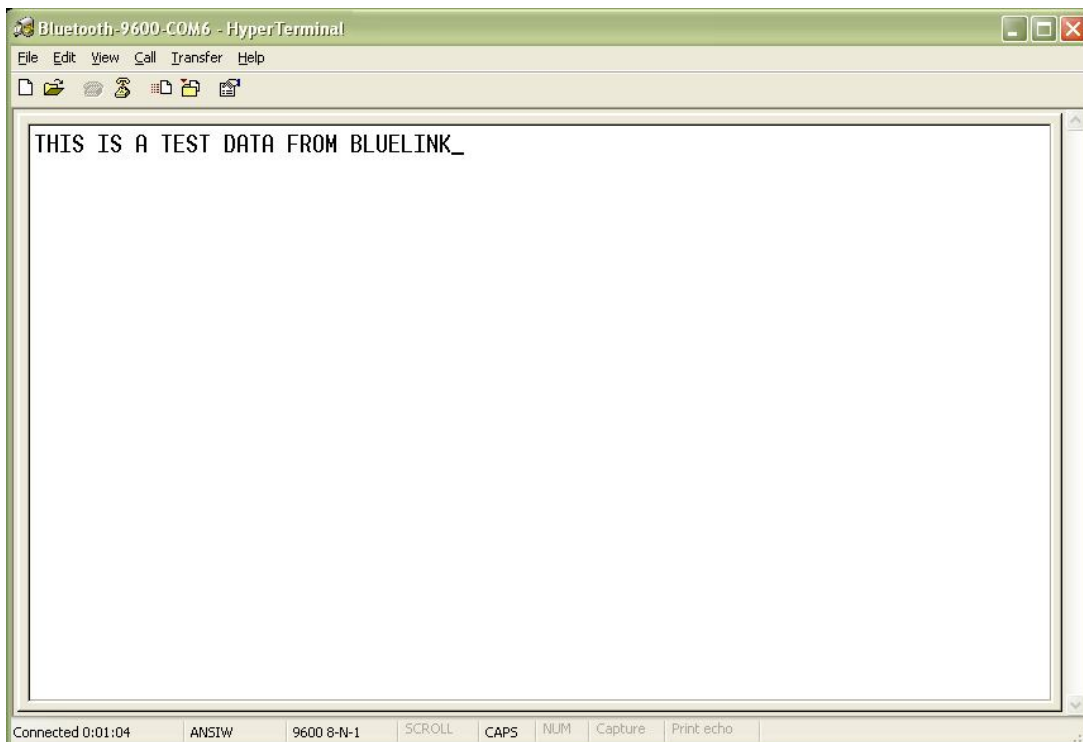 Bluetooth-9600-COM6 - HyperTerminal
File Edit View Call Transfer Help
THIS IS A TEST DATA FROM BLUELINK_
Connected 0:01:04 ANSIW 9600 8-N-1 SCROLL CAPS NUM Capture Print echo